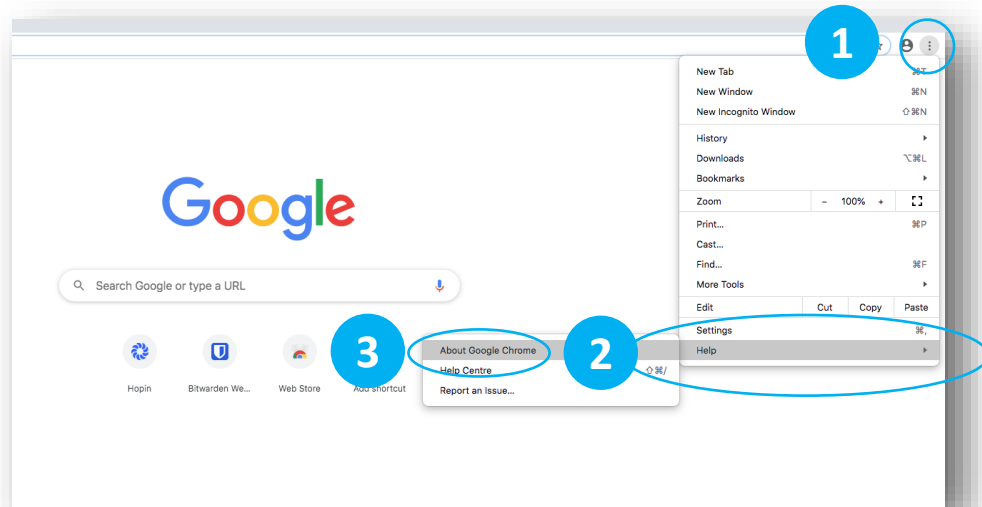 1
New Tab ⌘T
New Window ⌘N
New Incognito Window ⇧⌘N
History
Downloads ⌥⌘L
Bookmarks
Zoom - 100% +
Print... ⌘P
Cast...
Find... ⌘F
More Tools
Edit Cut Copy Paste
Settings ⌘,
Help
Google
Search Google or type a URL
3
About Google Chrome
2
Help Centre ⇧⌘/
Report an Issue...
Hopin
Bitwarden We...
Web Store
Add shortcut